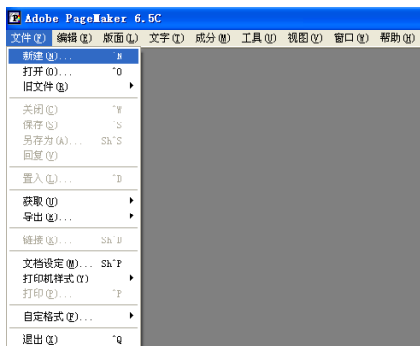 Adobe PageMaker 6.5C
文件(F) 编辑(E) 版面(L) 文字(T) 成分(M) 工具(U) 视图(V) 窗口(W) 帮助(H)
新建(N)... ^N
打开(O)... ^O
旧文件(R)
关闭(C) ^W
保存(S) ^S
另存为(A)... Sh^S
回复(V)
置入(L)... ^D
获取(U)
导出(X)...
链接(K)... Sh^D
文档设定(M)... Sh^P
打印机样式(Y)
打印(P)... ^P
自定格式(F)...
退出(X) ^Q